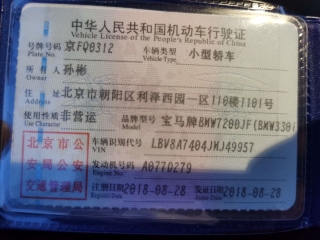 中华人民共和国机动车行驶证
Vehicle License of the People's Republic of China
号牌号码 京FQ0312 车辆类型 小型轿车
Plate No. Vehicle Type
所有人 孙彬
Owner
住址 北京市朝阳区利泽西园一区110楼1101号
Address
使用性质 非营运 品牌型号 宝马牌BMW7200JF(BMW330i
Use Character Model
北京市公安局公安交通管理局
车辆识别代号 LBV8A7404JMJ49957
VIN
发动机号码 A077D279
Engine No.
注册日期 2018-08-28 发证日期 2018-08-28
Register Date Issue Date